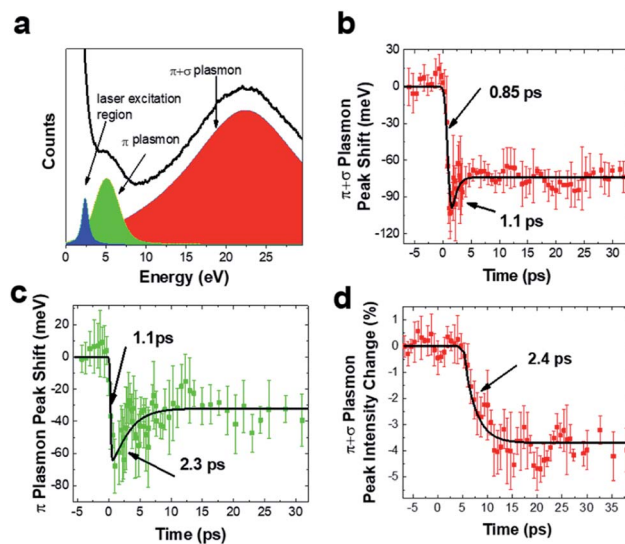 a
π+σ plasmon
laser excitation
region
π plasmon
Counts
0 5 10 15 20 25
Energy (eV)
b
0
-30
-60
-90
-120
0.85 ps
1.1 ps
π+σ Plasmon
Peak Shift (meV)
-5 0 5 10 15 20 25 30
Time (ps)
c
20
0
-20
-40
-60
-80
1.1ps
2.3 ps
π Plasmon Peak Shift (meV)
-5 0 5 10 15 20 25 30
Time (ps)
d
1
0
-1
-2
-3
-4
-5
2.4 ps
π+σ Plasmon
Peak Intensity Change (%)
-5 0 5 10 15 20 25 30 35
Time (ps)